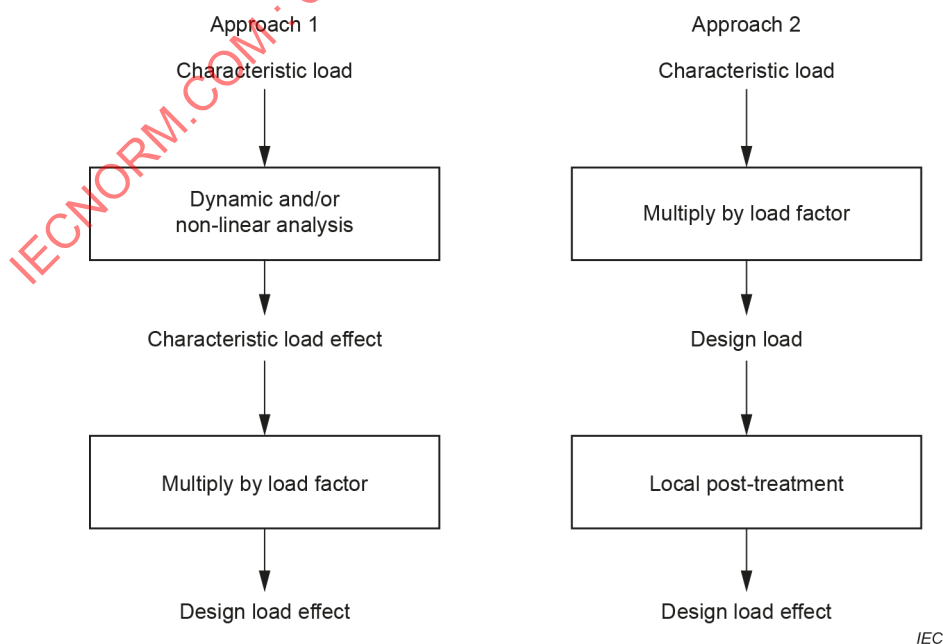 Approach 1
Characteristic load
Dynamic and/or
non-linear analysis
Characteristic load effect
Multiply by load factor
Design load effect
Approach 2
Characteristic load
Multiply by load factor
Design load
Local post-treatment
Design load effect
IEC
IECNORM.COM :